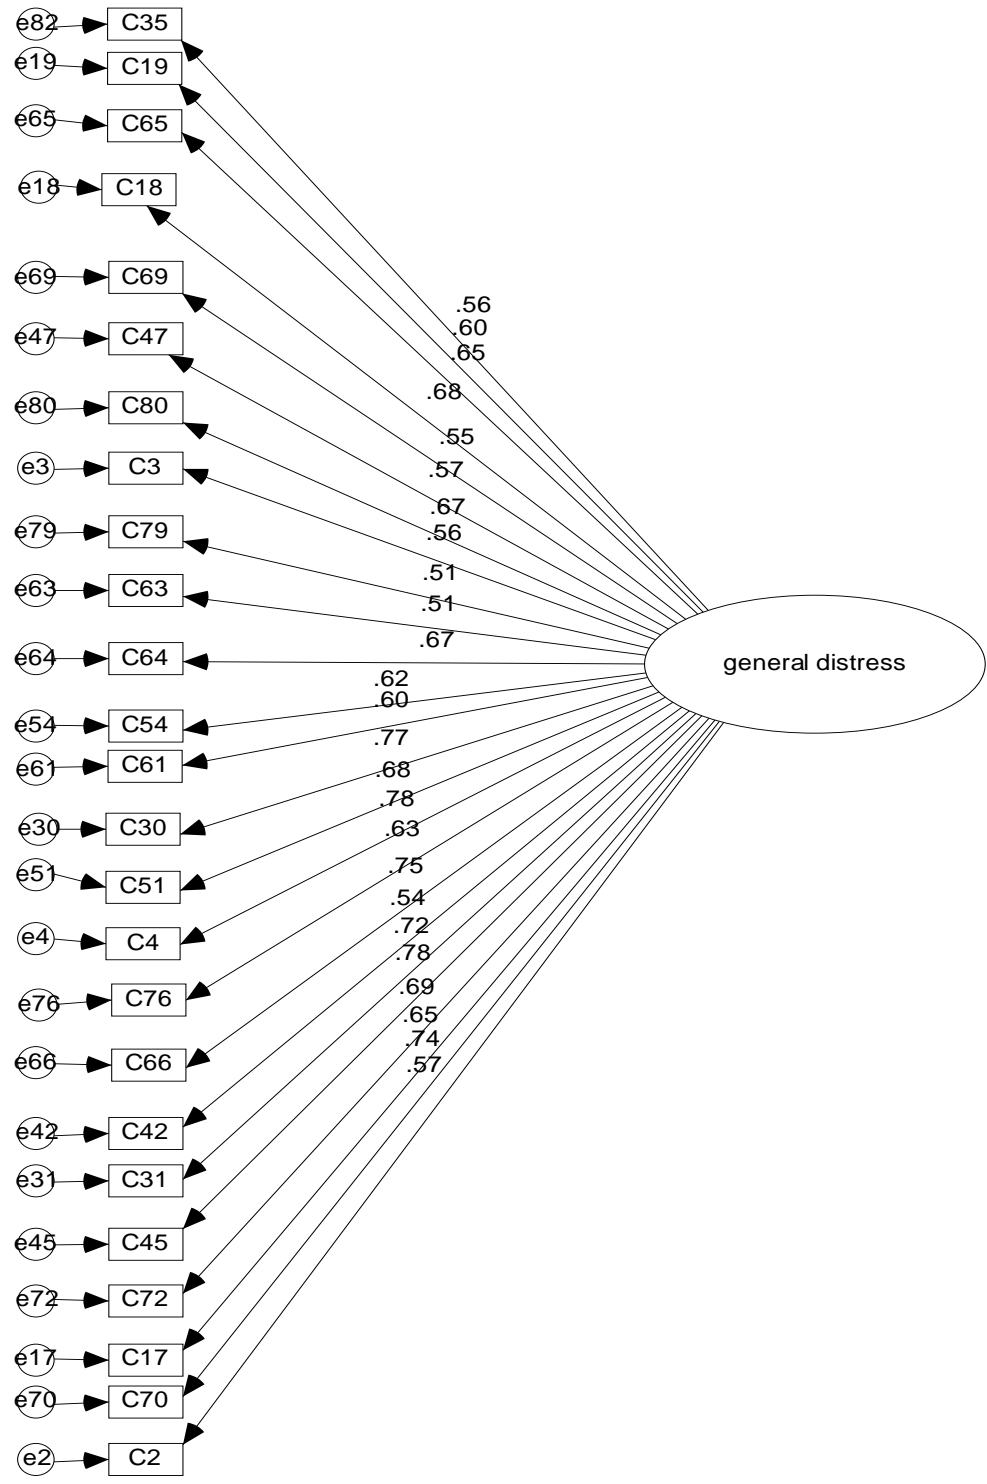 e82 C35
e19 C19
e65 C65
e18 C18
e69 C69
.56
.60
e47 C47
.65
.68
e80 C80
.55
e3 C3
.57
.67
e79 C79
.56
.51
e63 C63
.51
.67
e64 C64
general distress
.62
.60
e54 C54
.77
e61 C61
.68
.78
e30 C30
.63
.75
e51 C51
.54
.72
e4 C4
.78
.69
e76 C76
.65
.74
e66 C66
.57
e42 C42
e31 C31
e45 C45
e72 C72
e17 C17
e70 C70
e2 C2